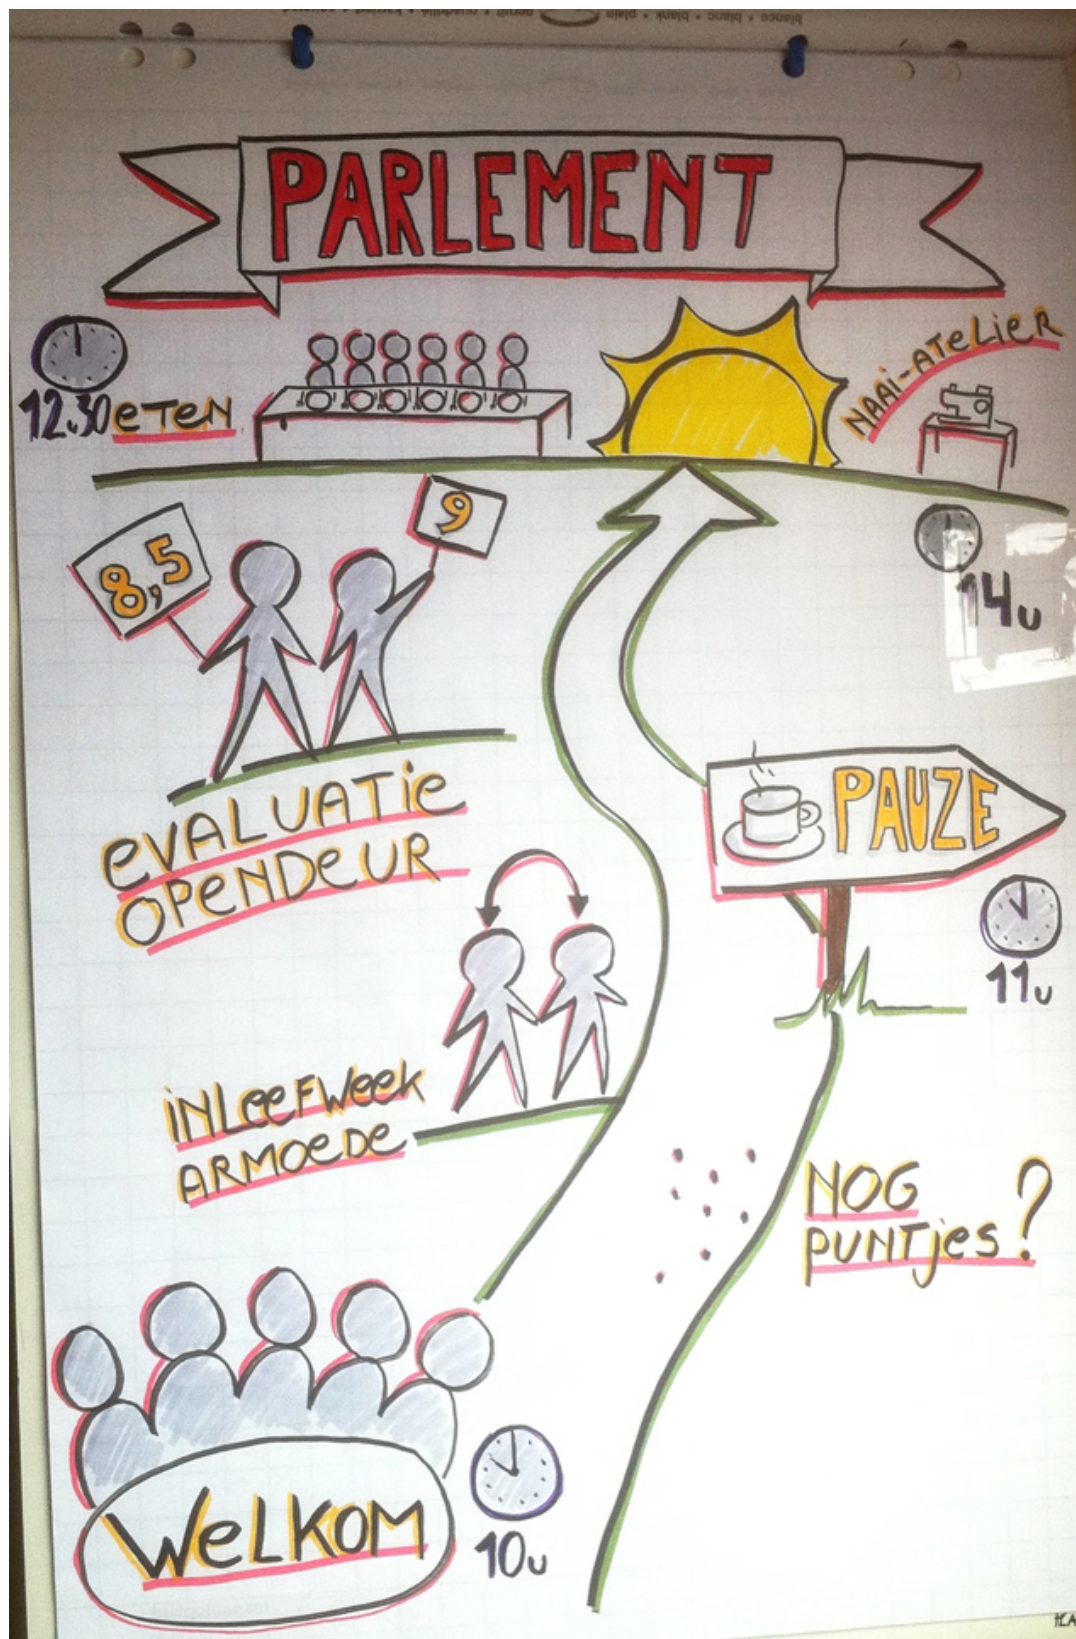 PARLEMENT
12.30 eTeN
NAAi-ATeLieR
14u
8,5
9
eVALUATie
OPeNDeUR
PAUZE
11u
iNLeeFWeek
ARMOeDe
NOG
PUNTjes?
WeLKOM
10u